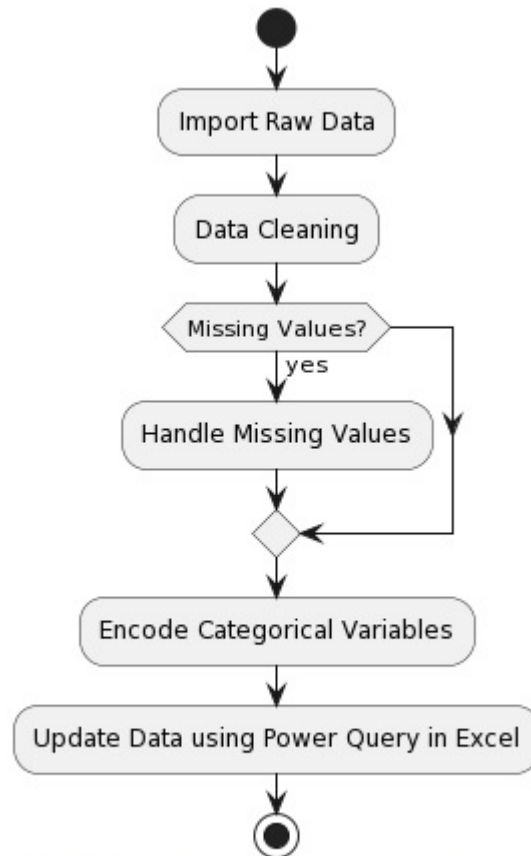 Import Raw Data
Data Cleaning
Missing Values?
yes
Handle Missing Values
Encode Categorical Variables
Update Data using Power Query in Excel